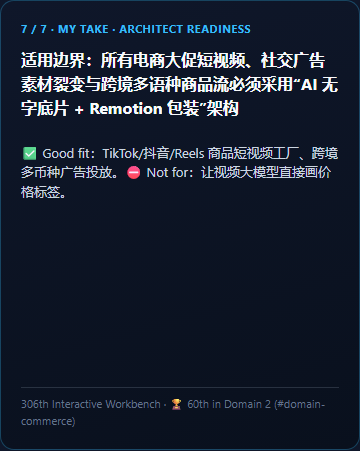 7 / 7 · MY TAKE · ARCHITECT READINESS
适用边界：所有电商大促短视频、社交广告
素材裂变与跨境多语种商品流必须采用“AI 无
字底片 + Remotion 包装”架构
✅ Good fit：TikTok/抖音/Reels 商品短视频工厂、跨境
多币种广告投放。⛔ Not for：让视频大模型直接画价
格标签。
306th Interactive Workbench · 🏆 60th in Domain 2 (#domain-
commerce)